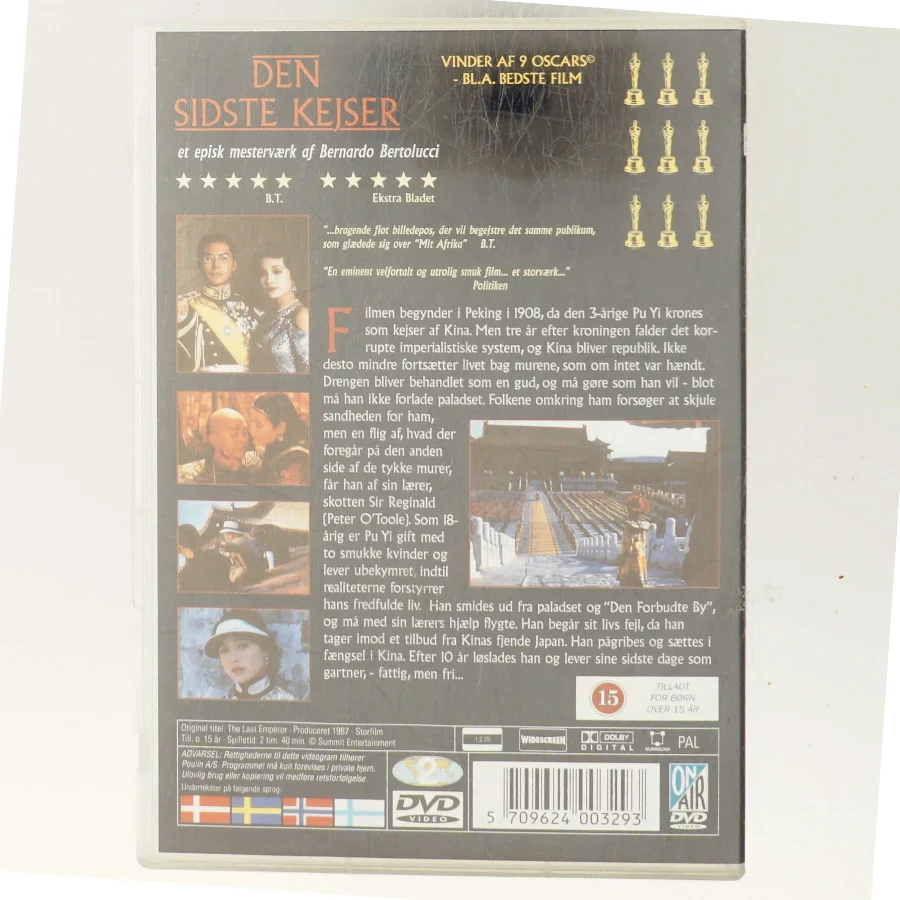 DEN
SIDSTE KEJSER
VINDER AF 9 OSCARS©
- BL.A. BEDSTE FILM
et episk mesterværk af Bernardo Bertolucci
B.T.
Ekstra Bladet
"...bragende flot billedepos, der vil begejstre det samme publikum,
som glædede sig over "Mit Afrika" B.T.
"En eminent velfortalt og utrolig smuk film... et storværk..."
Politiken
Filmen begynder i Peking i 1908, da den 3-årige Pu Yi krones
som kejser af Kina. Men tre år efter kroningen falder det kor-
rupte imperialistiske system, og Kina bliver republik. Ikke
desto mindre fortsætter livet bag murene, som om intet var hændt.
Drengen bliver behandlet som en gud, og må gøre som han vil - blot
må han ikke forlade paladset. Folkene omkring ham forsøger at skjule
sandheden for ham,
men en flig af, hvad der
foregår på den anden
side af de tykke murer,
får han af sin lærer,
skotten Sir Reginald
(Peter O'Toole). Som 18-
årig er Pu Yi gift med
to smukke kvinder og
lever ubekymret, indtil
realiteterne forstyrrer
hans fredfulde liv. Han smides ud fra paladset og "Den Forbudte By",
og må med sin lærers hjælp flygte. Han begår sit livs fejl, da han
tager imod et tilbud fra Kinas fjende Japan. Han pågribes og sættes i
fængsel i Kina. Efter 10 år løslades han og lever sine sidste dage som
gartner, - fattig, men fri...
15
TILLADT
FOR BØRN
OVER 15 ÅR
Original titel: The Last Emperor · Produceret 1987 · Storfilm
Till. o 15 år · Spilletid: 2 tim. 40 min. © Summit Entertainment
ADVARSEL: Rettighederne til dette videogram tilhører
Poulin A/S. Programmet må kun forevises i private hjem.
Ulovlig brug eller kopiering vil medføre retsforfølgelse.
Undertekster på følgende sprog:
WIDESCREEN
DOLBY
DIGITAL
SURROUND
PAL
2
DVD
VIDEO
5 709624 003293
ON
AIR
DVD
VIDEO